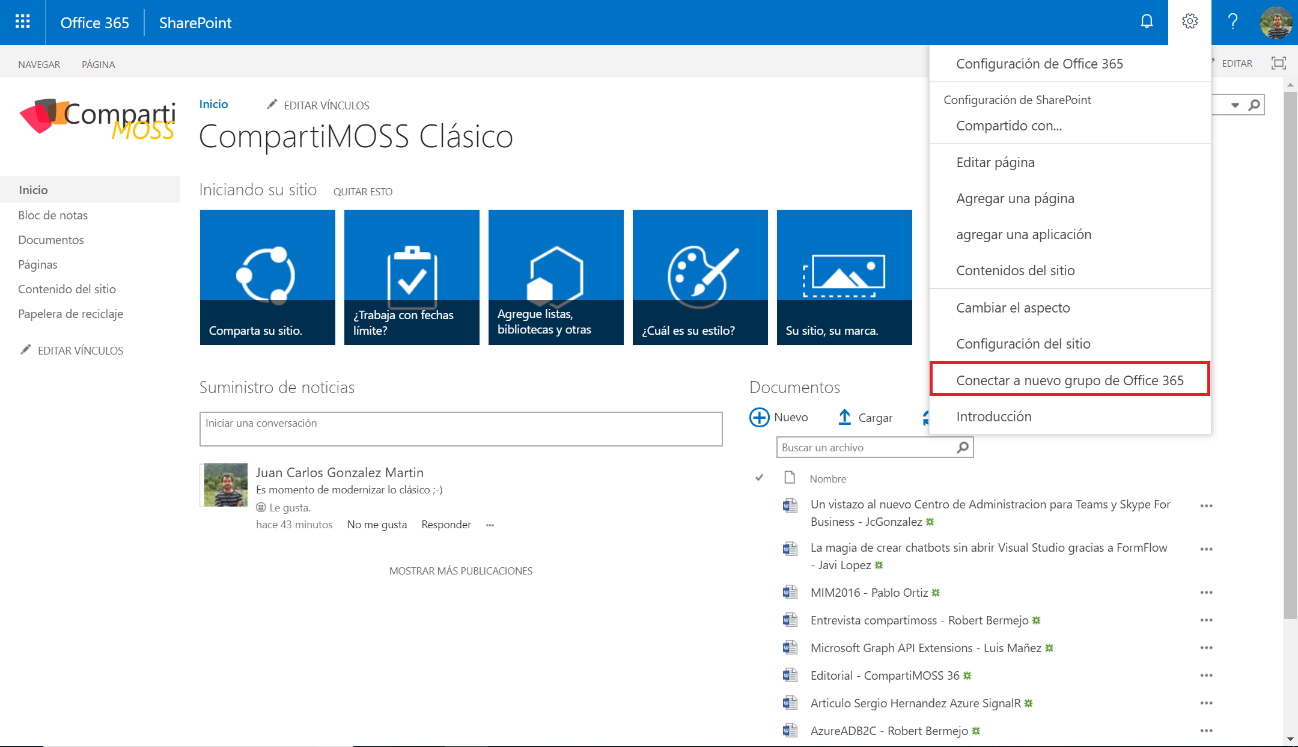 Office 365
SharePoint
?
NAVEGAR
PÁGINA
EDITAR
Comparti
MOSS
Inicio
EDITAR VÍNCULOS
CompartiMOSS Clásico
Inicio
Bloc de notas
Documentos
Páginas
Contenido del sitio
Papelera de reciclaje
EDITAR VÍNCULOS
Iniciando su sitio
QUITAR ESTO
Comparta su sitio.
¿Trabaja con fechas
límite?
Agregue listas,
bibliotecas y otras
¿Cuál es su estilo?
Su sitio, su marca.
Configuración de Office 365
Configuración de SharePoint
Compartido con...
Editar página
Agregar una página
agregar una aplicación
Contenidos del sitio
Cambiar el aspecto
Configuración del sitio
Conectar a nuevo grupo de Office 365
Introducción
Suministro de noticias
Iniciar una conversación
Juan Carlos Gonzalez Martin
Es momento de modernizar lo clásico ;-)
Le gusta.
hace 43 minutos
No me gusta
Responder
...
MOSTRAR MÁS PUBLICACIONES
Documentos
Nuevo
Cargar
Buscar un archivo
Nombre
Un vistazo al nuevo Centro de Administracion para Teams y Skype For
Business - JcGonzalez
...
La magia de crear chatbots sin abrir Visual Studio gracias a FormFlow
- Javi Lopez
...
MIM2016 - Pablo Ortiz
...
Entrevista compartimoss - Robert Bermejo
...
Microsoft Graph API Extensions - Luis Mañez
...
Editorial - CompartiMOSS 36
...
Articulo Sergio Hernandez Azure SignalR
...
AzureADB2C - Robert Bermejo
...